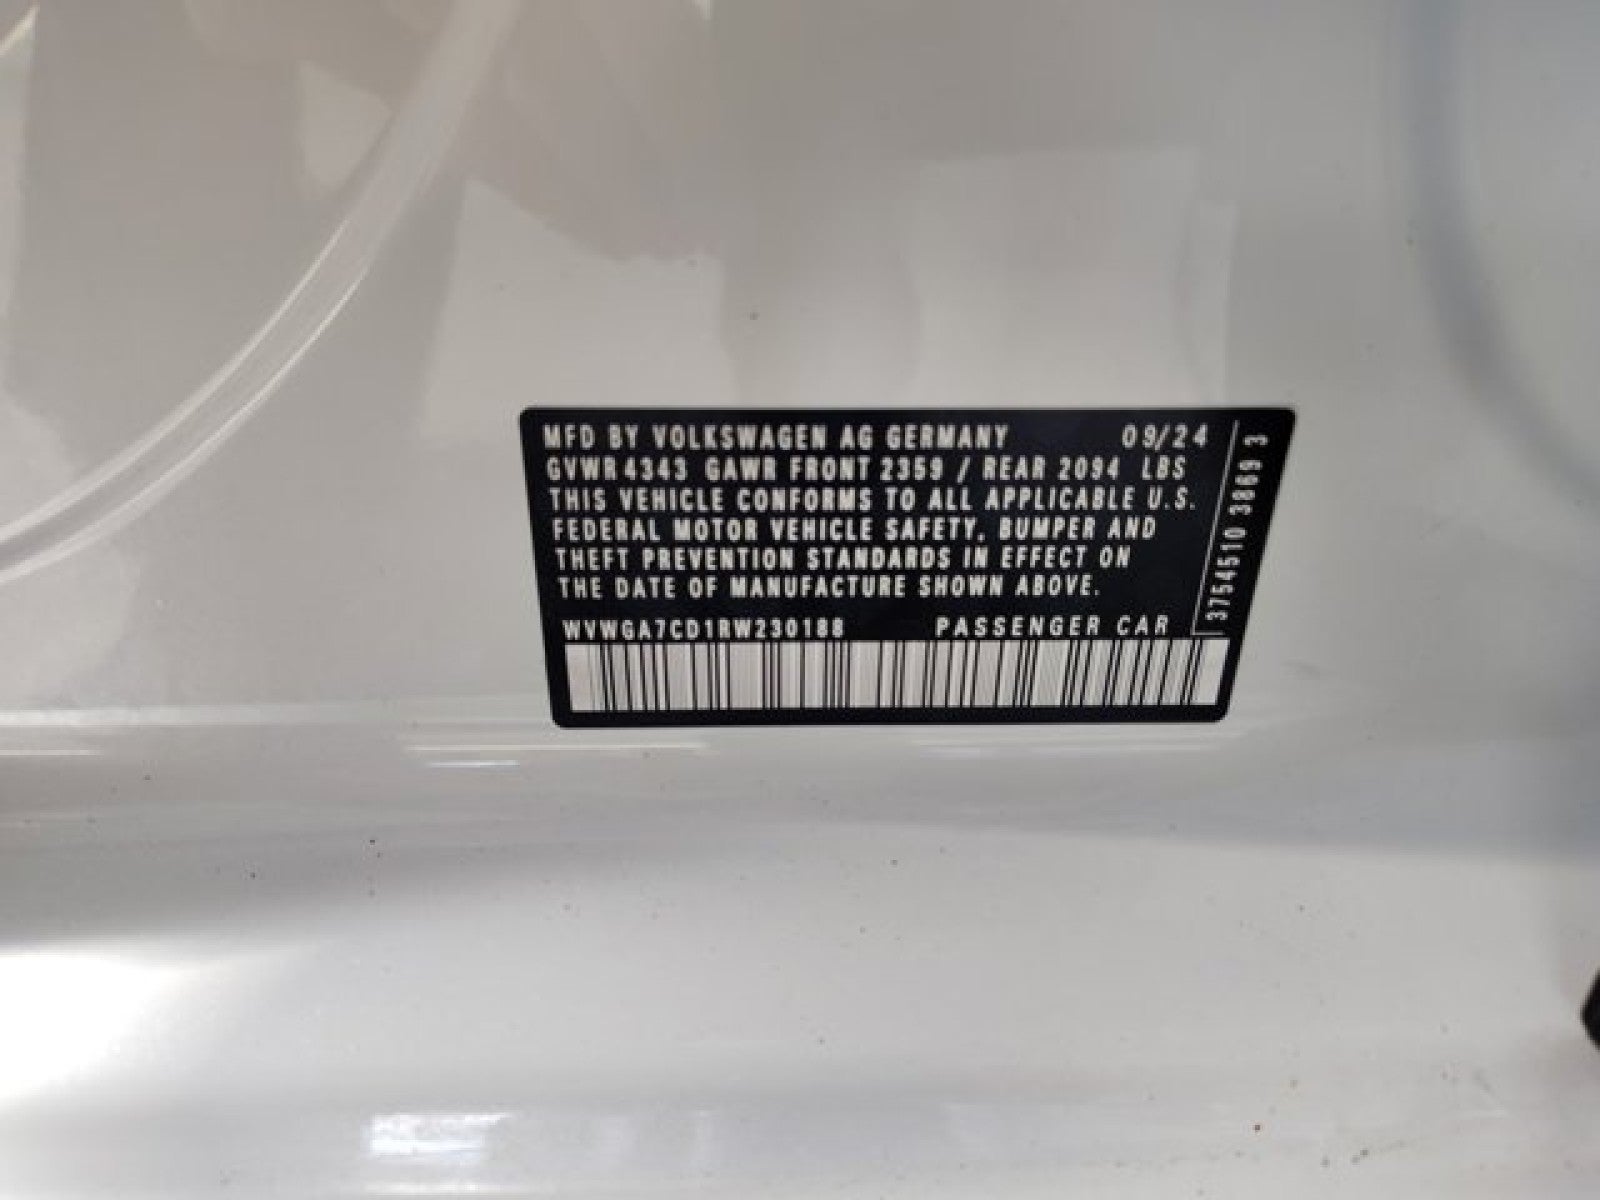 MFD BY VOLKSWAGEN AG GERMANY 09/24
GVWR 4343 GAWR FRONT 2359 / REAR 2094 LBS
THIS VEHICLE CONFORMS TO ALL APPLICABLE U.S.
FEDERAL MOTOR VEHICLE SAFETY, BUMPER AND
THEFT PREVENTION STANDARDS IN EFFECT ON
THE DATE OF MANUFACTURE SHOWN ABOVE.
WVWGA7CD1RW230188 PASSENGER CAR
3754510 3869 3